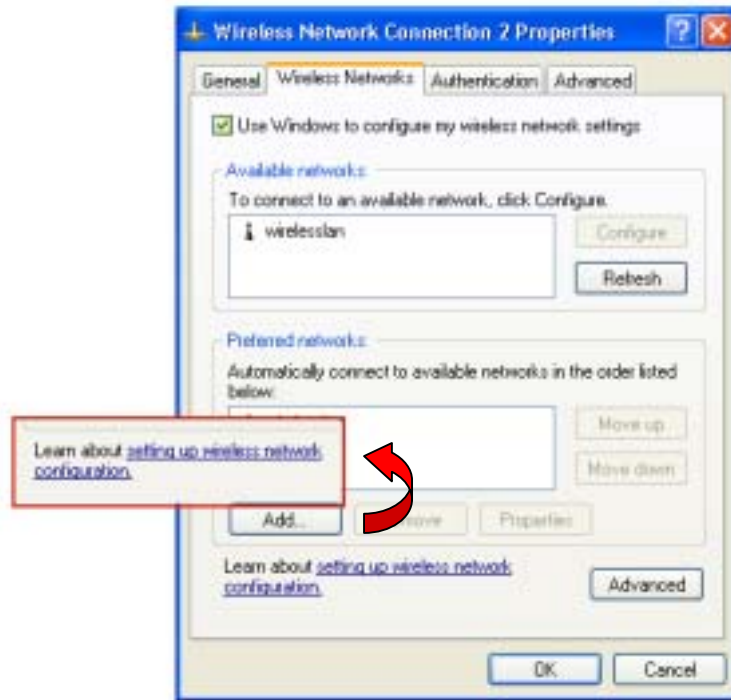 Wireless Network Connection 2 Properties
General Wireless Networks Authentication Advanced
Use Windows to configure my wireless network settings
Available networks:
To connect to an available network, click Configure.
wirelesslan
Configure
Refresh
Preferred networks:
Automatically connect to available networks in the order listed
below:
Move up
Move down
Learn about setting up wireless network
configuration.
Add... Properties
Learn about setting up wireless network
configuration.
Advanced
OK Cancel